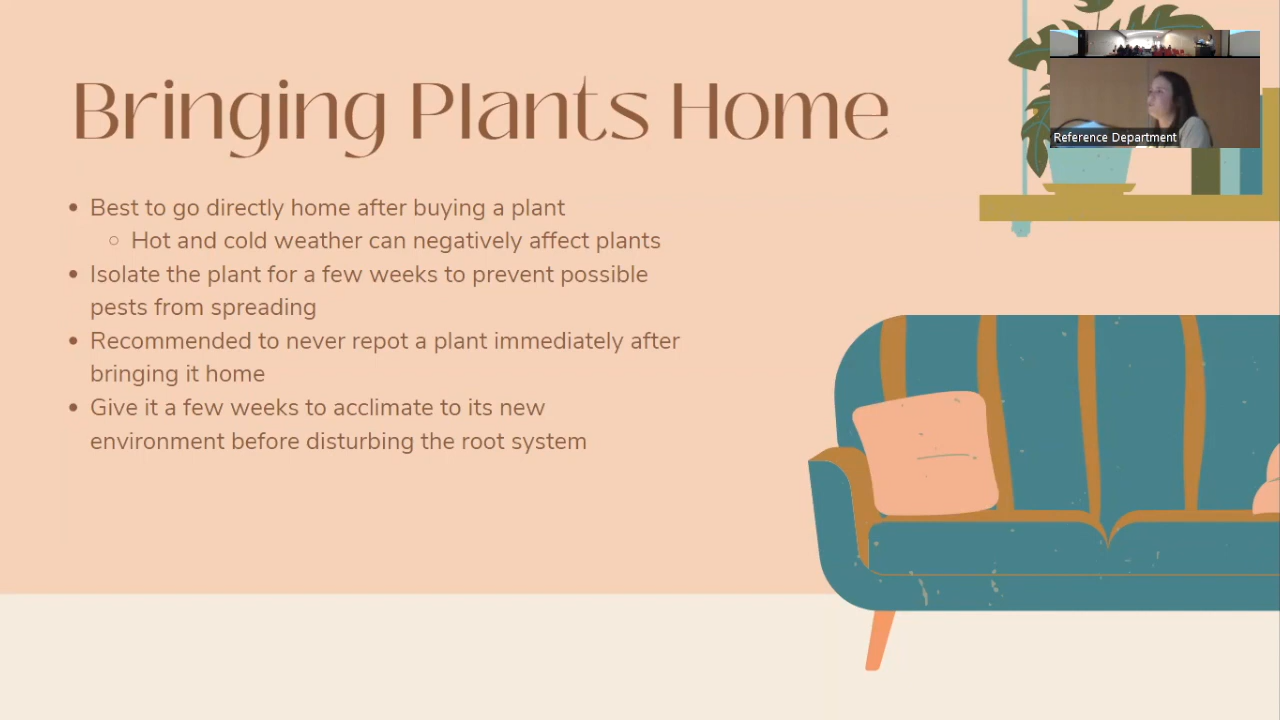 Bringing Plants Home
Reference Department
• Best to go directly home after buying a plant
○ Hot and cold weather can negatively affect plants
• Isolate the plant for a few weeks to prevent possible
pests from spreading
• Recommended to never repot a plant immediately after
bringing it home
• Give it a few weeks to acclimate to its new
environment before disturbing the root system